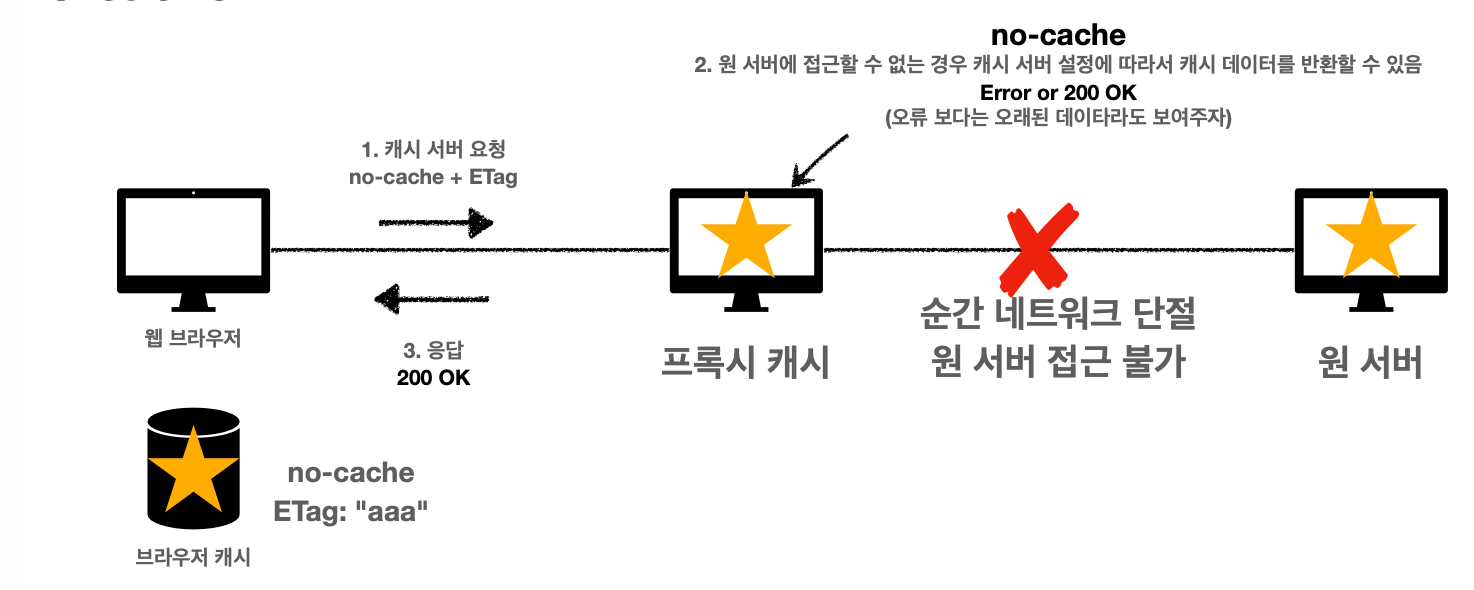 no-cache
2. 원 서버에 접근할 수 없는 경우 캐시 서버 설정에 따라서 캐시 데이터를 반환할 수 있음
Error or 200 OK
(오류 보다는 오래된 데이타라도 보여주자)
1. 캐시 서버 요청
no-cache + ETag
순간 네트워크 단절
원 서버 접근 불가
웹 브라우저
3. 응답
200 OK
프록시 캐시
원 서버
no-cache
ETag: "aaa"
브라우저 캐시